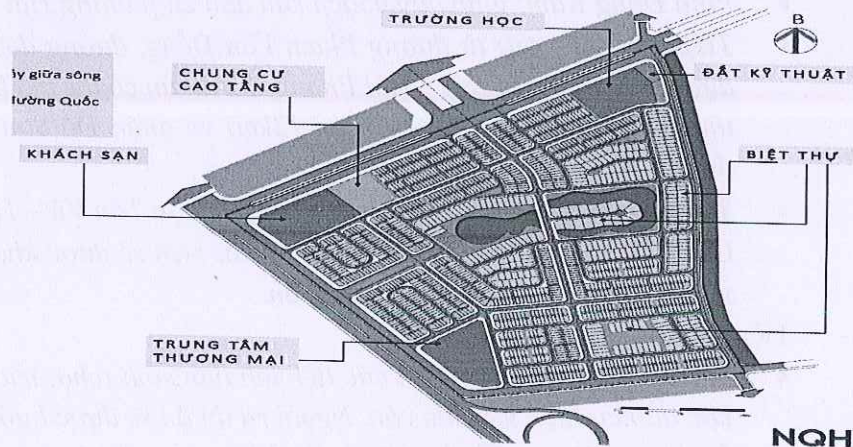 TRƯỜNG HỌC
B
ây giữa sông
tường Quốc
CHUNG CƯ
CAO TẦNG
ĐẤT KỸ THUẬT
KHÁCH SẠN
BIỆT THỰ
TRUNG TÂM
THƯƠNG MẠI
NQH